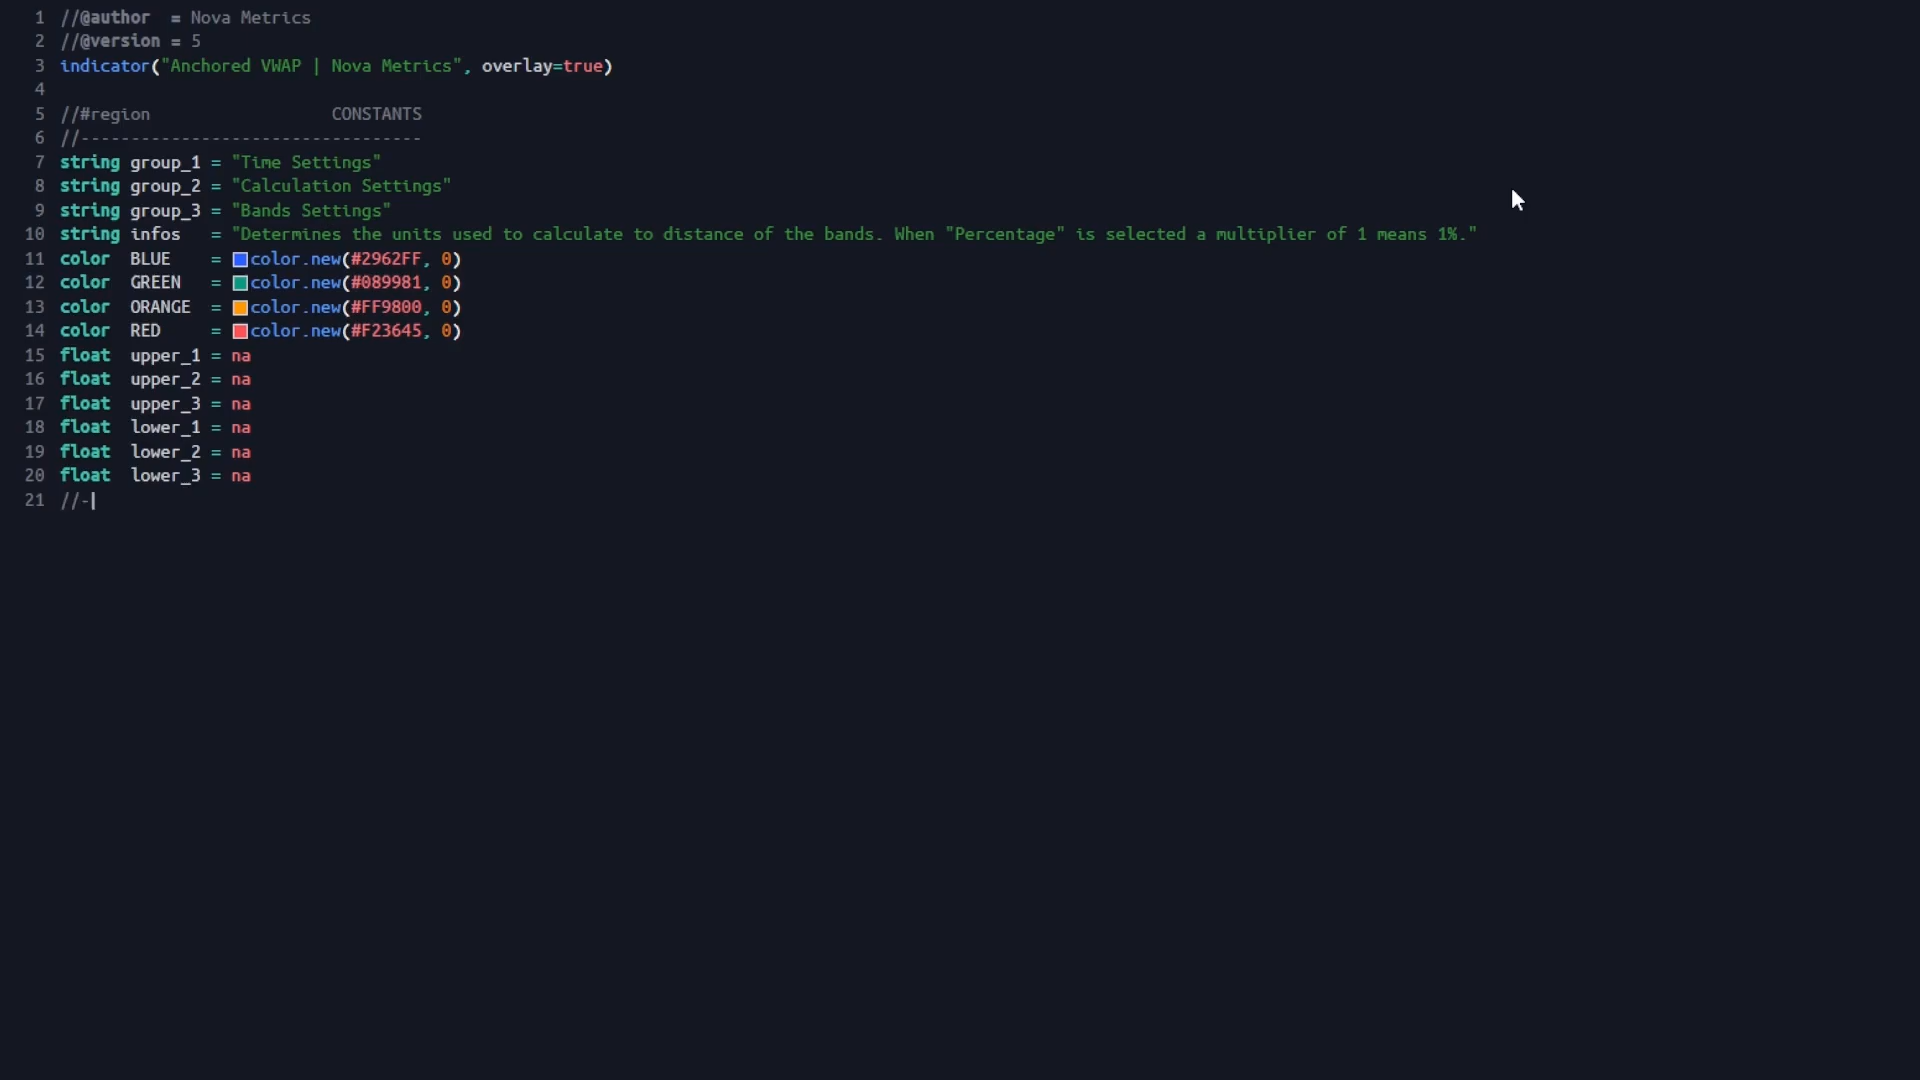 1 //@author  = Nova Metrics
2 //@version = 5
3 indicator("Anchored VWAP | Nova Metrics", overlay=true)
4
5 //#region                  CONSTANTS
6 //----------------------------------
7 string group_1 = "Time Settings"
8 string group_2 = "Calculation Settings"
9 string group_3 = "Bands Settings"
10 string infos   = "Determines the units used to calculate to distance of the bands. When "Percentage" is selected a multiplier of 1 means 1%."
11 color  BLUE    = color.new(#2962FF, 0)
12 color  GREEN   = color.new(#089981, 0)
13 color  ORANGE  = color.new(#FF9800, 0)
14 color  RED     = color.new(#F23645, 0)
15 float  upper_1 = na
16 float  upper_2 = na
17 float  upper_3 = na
18 float  lower_1 = na
19 float  lower_2 = na
20 float  lower_3 = na
21 //-